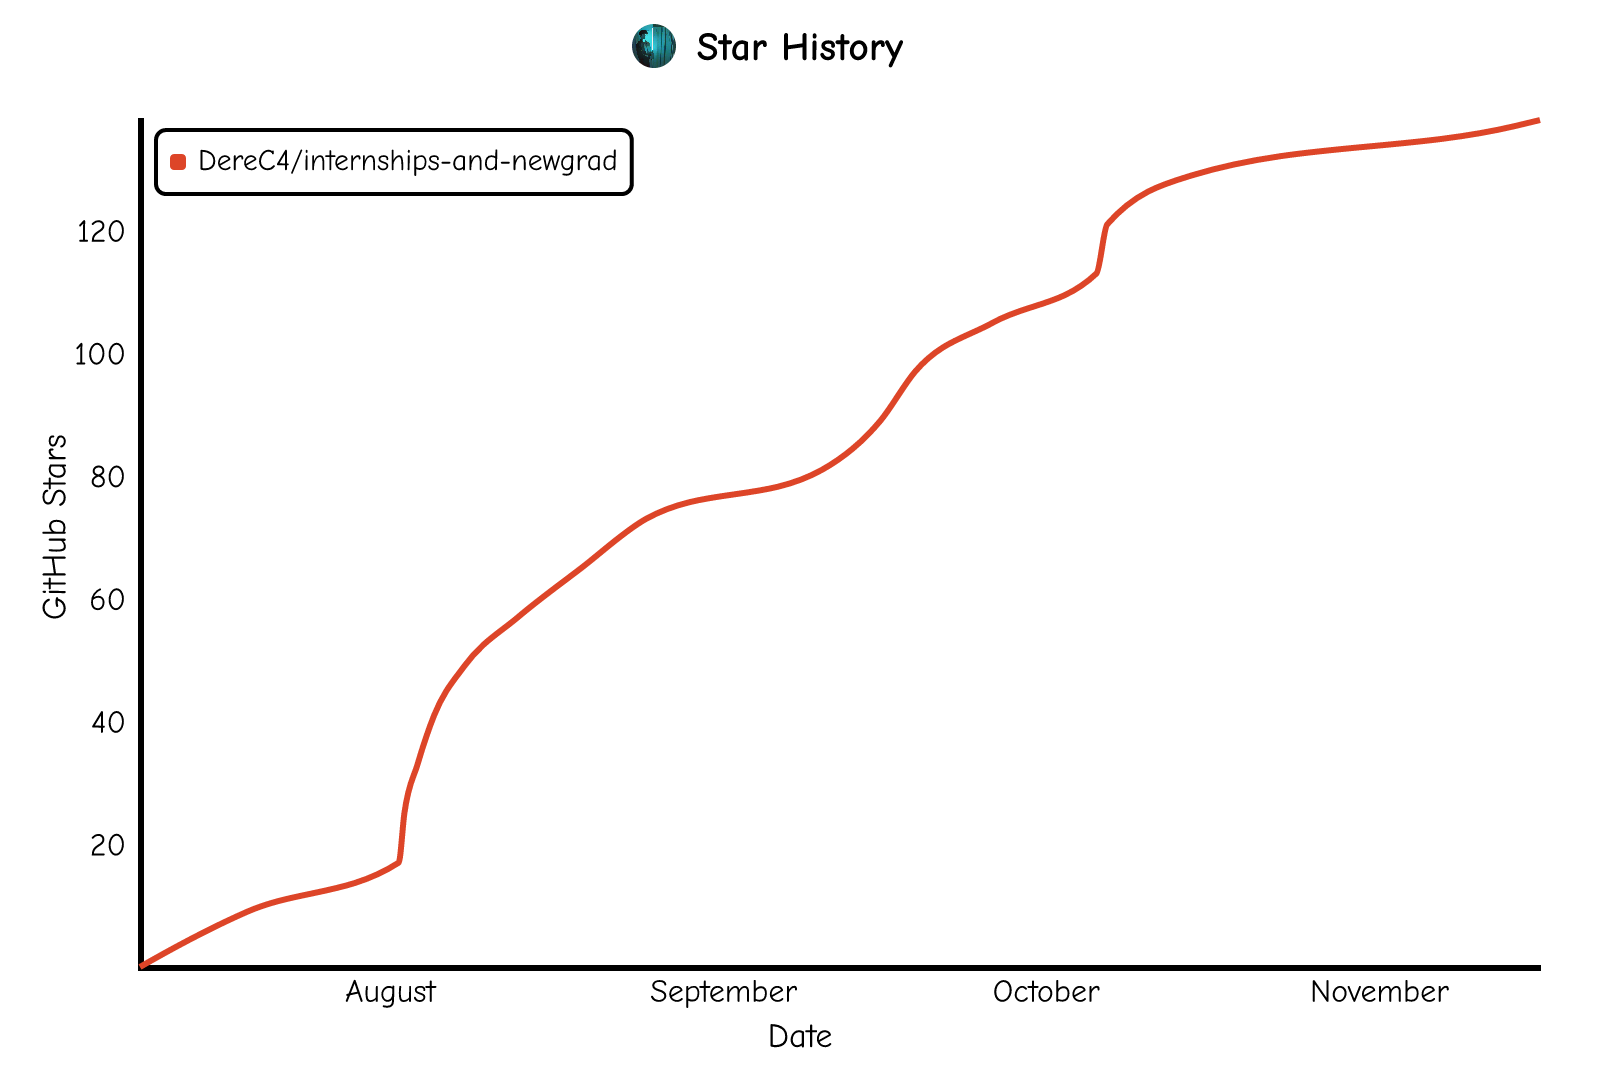 Star History
DereC4/internships-and-newgrad
120
100
80
60
40
20
GitHub Stars
August September October November
Date